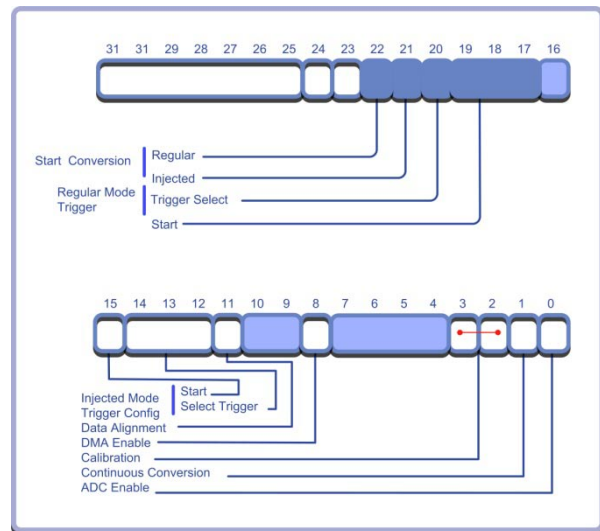 31 31 29 28 27 26 25 24 23 22 21 20 19 18 17 16
Start Conversion
Regular
Injected
Regular Mode
Trigger
Trigger Select
Start
15 14 13 12 11 10 9 8 7 6 5 4 3 2 1 0
Injected Mode
Trigger Config
Start
Select Trigger
Data Alignment
DMA Enable
Calibration
Continuous Conversion
ADC Enable